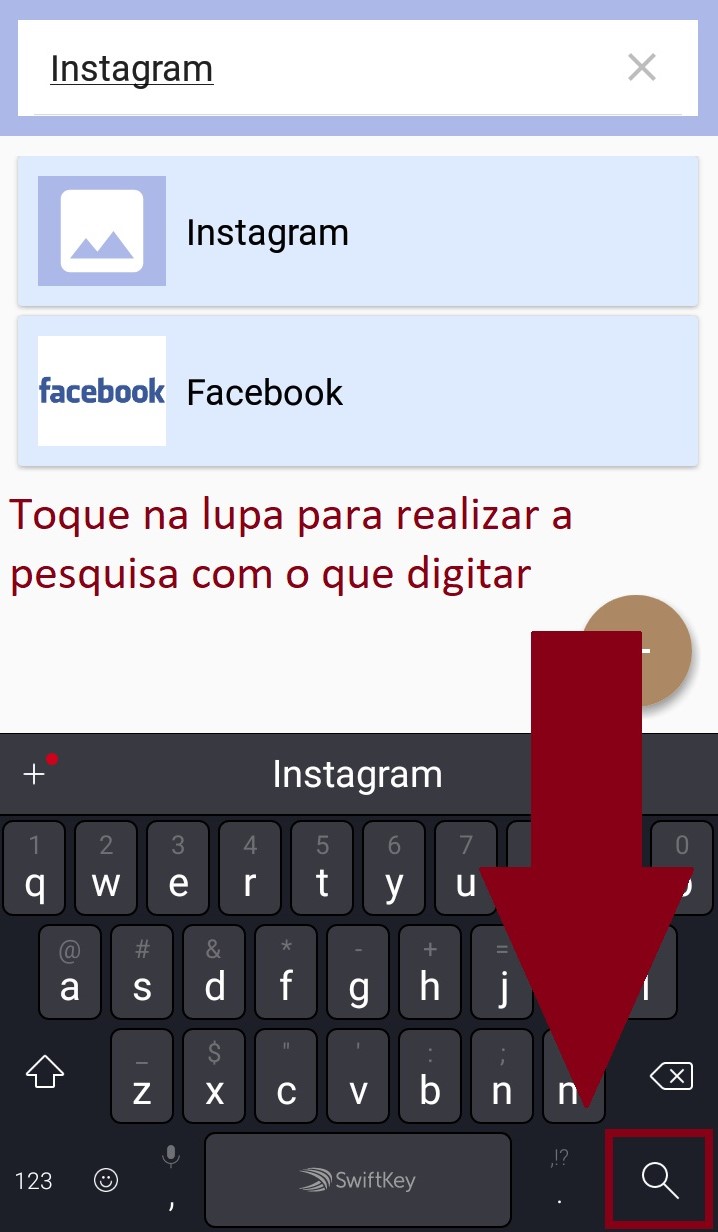 Instagram
Instagram
facebook Facebook
Toque na lupa para realizar a
pesquisa com o que digitar
+ Instagram
1 2 3 4 5 6 7 0
q w e r t y u
@ # & * - + =
a s d f g h j l
_ $ " ' : ;
z x c v b n m
123 , SwiftKey ,!? .